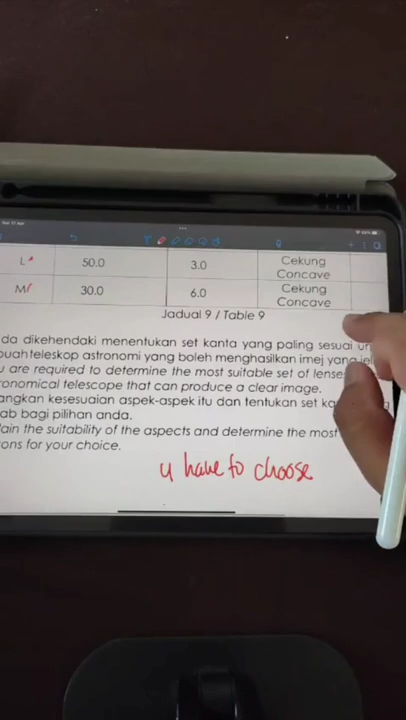 L 50.0 3.0 Cekung
Concave
M 30.0 6.0 Cekung
Concave
Jadual 9 / Table 9
da dikehendaki menentukan set kanta yang paling sesuai
buah teleskop astronomi yang boleh menghasilkan imej yang
u are required to determine the most suitable set of lense
ronomical telescope that can produce a clear image.
angkan kesesuaian aspek-aspek itu dan tentukan set
ab bagi pilihan anda.
lain the suitability of the aspects and determine the most
ons for your choice.
u have to choose